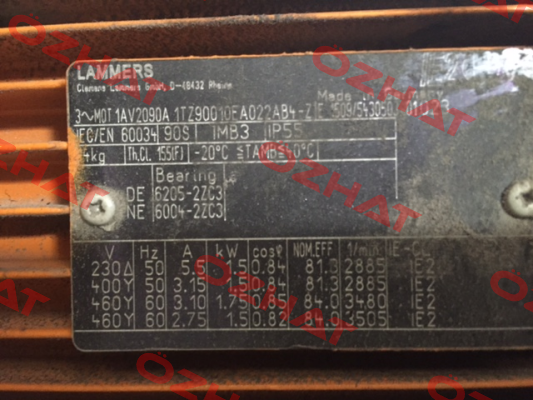 LAMMERS
Clemens Lammers GmbH, D-48432 Rheine
Made
3~MOT 1AV2090A 1TZ90010EA022AB4-Z
IEC/EN 60034 90S IMB3 IP55
kg Th.Cl. 155(F) -20°C ≤TAMB≤40°C
Bearing
DE 6205-2ZC3
NE 6004-2ZC3
V Hz A kW cosφ NOM.EFF 1/min
230Δ 50 5.5 1.5 0.84 81.3 2885 IE2
400Y 50 3.15 1.5 0.84 81.3 2885 IE2
460Y 60 3.10 1.75 0.85 84.0 3480 IE2
460Y 60 2.75 1.5 0.82 84.0 3505 IE2
OZHAT
OZHAT
OZHAT
OZHAT
OZHAT